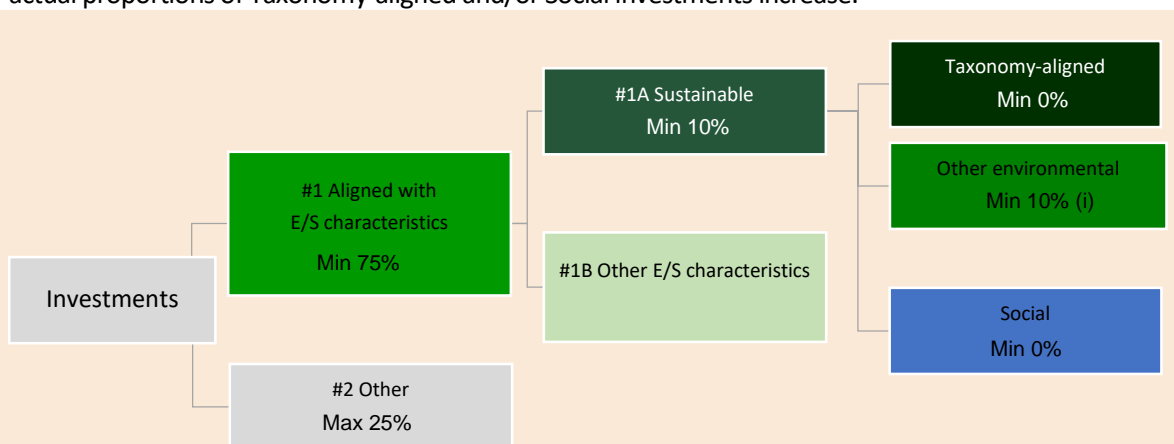 actual proportions of Taxonomy-aligned and/or Social Investments increase.
Investments
#1 Aligned with
E/S characteristics
Min 75%
#2 Other
Max 25%
#1A Sustainable
Min 10%
#1B Other E/S characteristics
Taxonomy-aligned
Min 0%
Other environmental
Min 10% (i)
Social
Min 0%